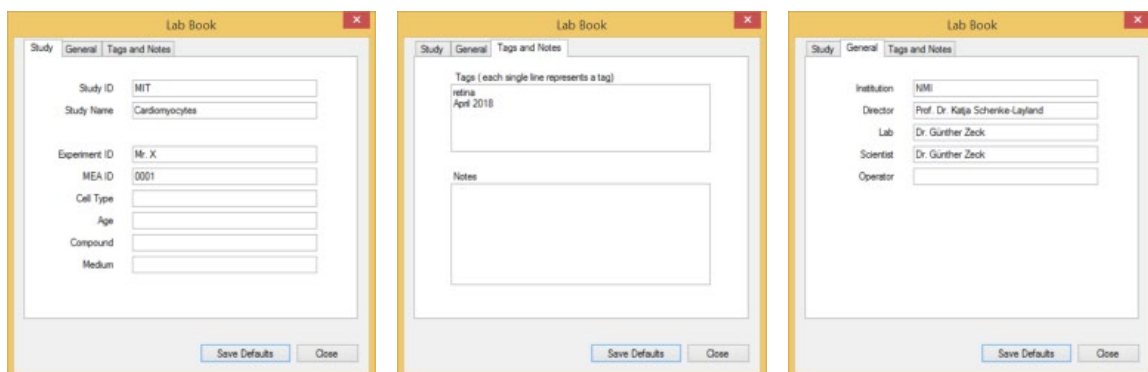 Lab Book
Study General Tags and Notes
Study ID MIT
Study Name Cardiomyocytes
Experiment ID Mr. X
MEA ID 0001
Cell Type
Age
Compound
Medium
Save Defaults Close
Lab Book
Study General Tags and Notes
Tags ( each single line represents a tag)
retina
April 2018
Notes
Save Defaults Close
Lab Book
Study General Tags and Notes
Institution NMI
Director Prof. Dr. Katja Schenke-Layland
Lab Dr. Günther Zeck
Scientist Dr. Günther Zeck
Operator
Save Defaults Close